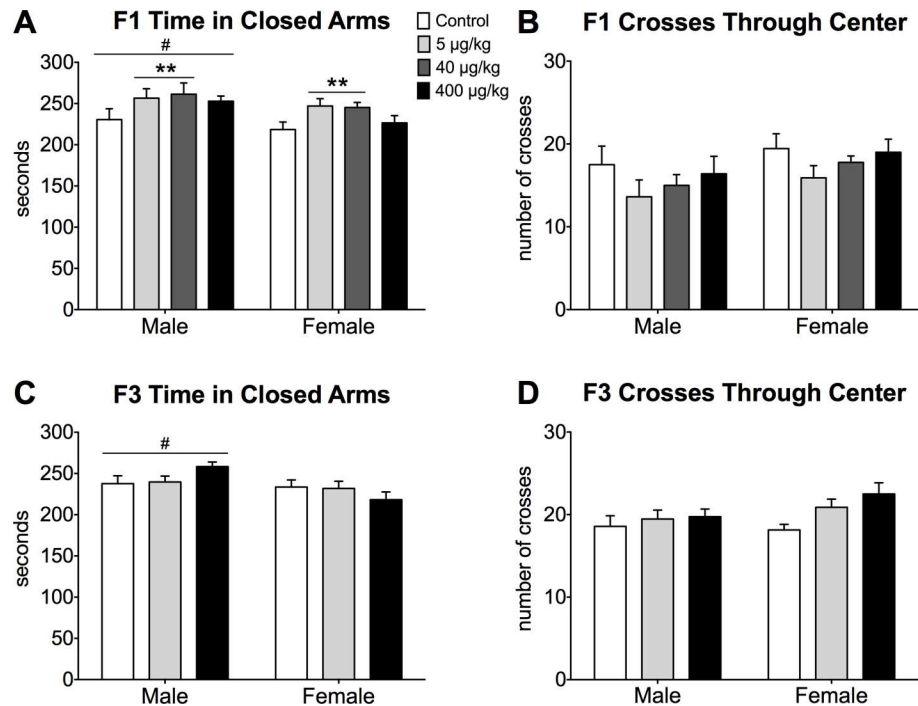 A
F1 Time in Closed Arms
Control
5 µg/kg
40 µg/kg
400 µg/kg
#
**
**
300
250
200
150
100
50
0
seconds
Male
Female
B
F1 Crosses Through Center
30
20
10
0
number of crosses
Male
Female
C
F3 Time in Closed Arms
#
300
250
200
150
100
50
0
seconds
Male
Female
D
F3 Crosses Through Center
30
20
10
0
number of crosses
Male
Female